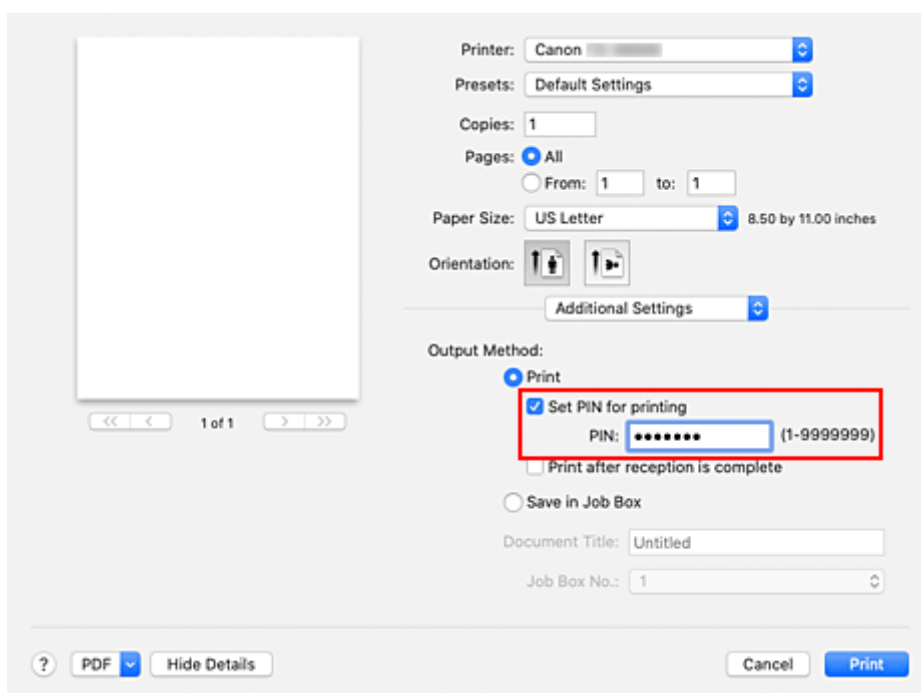 Printer: Canon
Presets: Default Settings
Copies: 1
Pages: All
From: 1 to: 1
Paper Size: US Letter 8.50 by 11.00 inches
Orientation:
Additional Settings
Output Method:
Print
Set PIN for printing
PIN: ••••••• (1-9999999)
Print after reception is complete
Save in Job Box
Document Title: Untitled
Job Box No.: 1
1 of 1
? PDF Hide Details Cancel Print